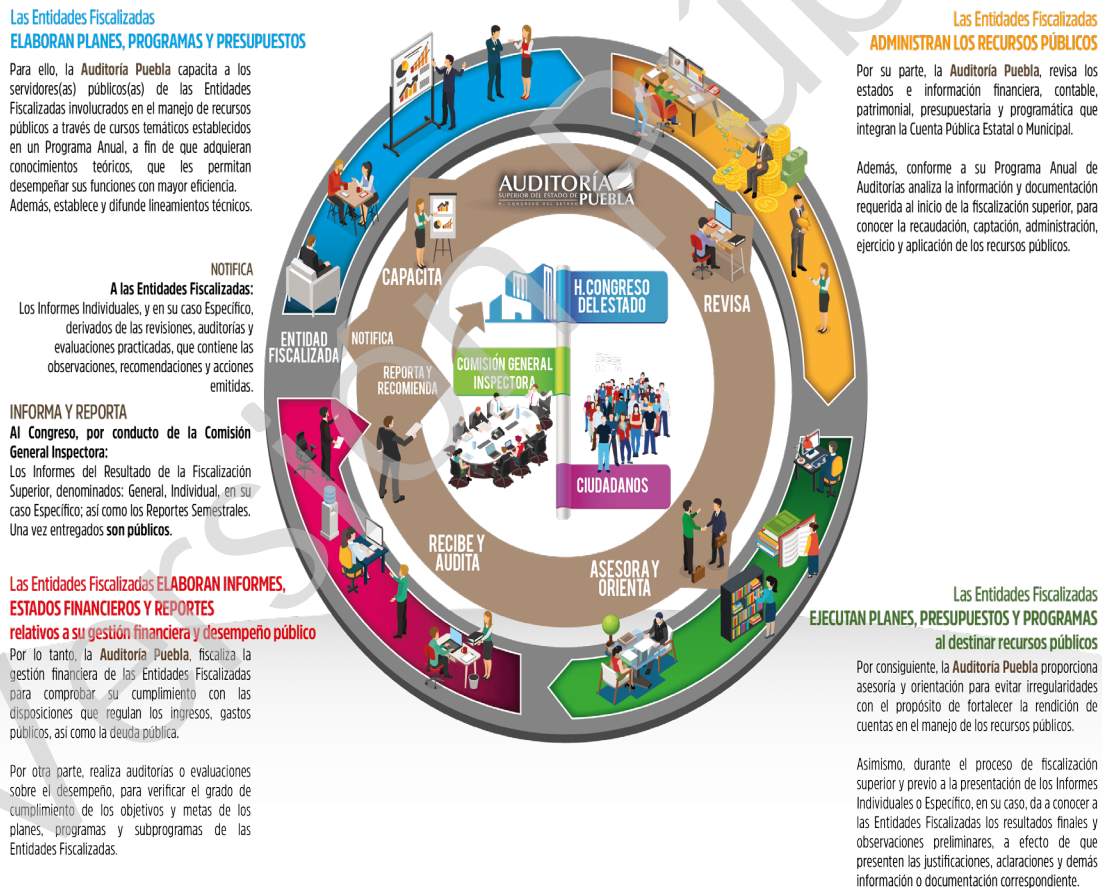 Las Entidades Fiscalizadas
ELABORAN PLANES, PROGRAMAS Y PRESUPUESTOS
Para ello, la Auditoría Puebla capacita a los
servidores(as) públicos(as) de las Entidades
Fiscalizadas involucrados en el manejo de recursos
públicos a través de cursos temáticos establecidos
en un Programa Anual, a fin de que adquieran
conocimientos teóricos, que les permitan
desempeñar sus funciones con mayor eficiencia.
Además, establece y difunde lineamientos técnicos.
NOTIFICA
A las Entidades Fiscalizadas:
Los Informes Individuales, y en su caso Específico,
derivados de las revisiones, auditorías y
evaluaciones practicadas, que contiene las
observaciones, recomendaciones y acciones
emitidas.
INFORMA Y REPORTA
Al Congreso, por conducto de la Comisión
General Inspectora:
Los Informes del Resultado de la Fiscalización
Superior, denominados: General, Individual, en su
caso Específico; así como los Reportes Semestrales.
Una vez entregados son públicos.
Las Entidades Fiscalizadas ELABORAN INFORMES,
ESTADOS FINANCIEROS Y REPORTES
relativos a su gestión financiera y desempeño público
Por lo tanto, la Auditoría Puebla, fiscaliza la
gestión financiera de las Entidades Fiscalizadas
para comprobar su cumplimiento con las
disposiciones que regulan los ingresos, gastos
públicos, así como la deuda pública.
Por otra parte, realiza auditorías o evaluaciones
sobre el desempeño, para verificar el grado de
cumplimiento de los objetivos y metas de los
planes, programas y subprogramas de las
Entidades Fiscalizadas.
AUDITORÍA
SUPERIOR DEL ESTADO DE PUEBLA
H. CONGRESO DEL ESTADO
CAPACITA
REVISA
H. CONGRESO
DEL ESTADO
ENTIDAD
FISCALIZADA
NOTIFICA
REPORTA Y
RECOMIENDA
COMISIÓN GENERAL
INSPECTORA
CIUDADANOS
RECIBE Y
AUDITA
ASESORA Y
ORIENTA
Las Entidades Fiscalizadas
ADMINISTRAN LOS RECURSOS PÚBLICOS
Por su parte, la Auditoría Puebla, revisa los
estados e información financiera, contable,
patrimonial, presupuestaria y programática que
integran la Cuenta Pública Estatal o Municipal.
Además, conforme a su Programa Anual de
Auditorías analiza la información y documentación
requerida al inicio de la fiscalización superior, para
conocer la recaudación, captación, administración,
ejercicio y aplicación de los recursos públicos.
Las Entidades Fiscalizadas
EJECUTAN PLANES, PRESUPUESTOS Y PROGRAMAS
al destinar recursos públicos
Por consiguiente, la Auditoría Puebla proporciona
asesoría y orientación para evitar irregularidades
con el propósito de fortalecer la rendición de
cuentas en el manejo de los recursos públicos.
Asimismo, durante el proceso de fiscalización
superior y previo a la presentación de los Informes
Individuales o Específico, en su caso, da a conocer a
las Entidades Fiscalizadas los resultados finales y
observaciones preliminares, a efecto de que
presenten las justificaciones, aclaraciones y demás
información o documentación correspondiente.